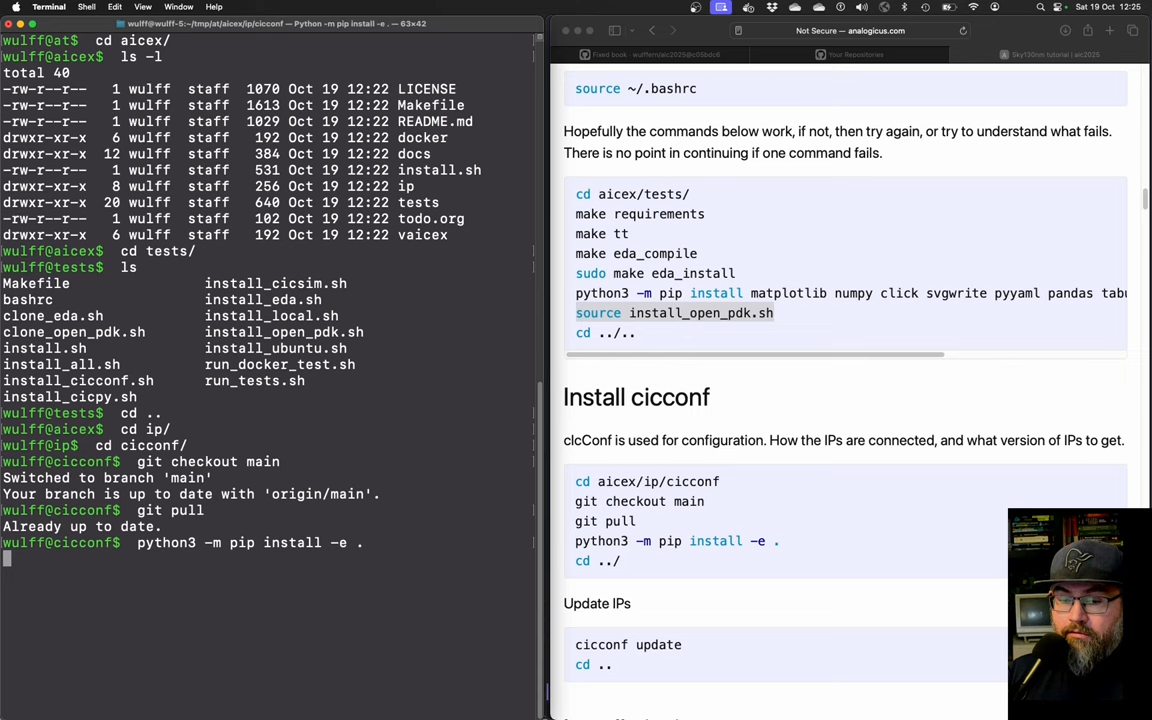 Terminal Shell Edit View Window Help
Sat 19 Oct 12:25
wulff@wulff-5:~/tmp/at/aicex/ip/cicconf — Python -m pip install -e . — 63×42
wulff@at$ cd aicex/
wulff@aicex$ ls -l
total 40
-rw-r--r-- 1 wulff staff 1070 Oct 19 12:22 LICENSE
-rw-r--r-- 1 wulff staff 1613 Oct 19 12:22 Makefile
-rw-r--r-- 1 wulff staff 1029 Oct 19 12:22 README.md
drwxr-xr-x 6 wulff staff 192 Oct 19 12:22 docker
drwxr-xr-x 12 wulff staff 384 Oct 19 12:22 docs
-rw-r--r-- 1 wulff staff 531 Oct 19 12:22 install.sh
drwxr-xr-x 8 wulff staff 256 Oct 19 12:22 ip
drwxr-xr-x 20 wulff staff 640 Oct 19 12:22 tests
-rw-r--r-- 1 wulff staff 102 Oct 19 12:22 todo.org
drwxr-xr-x 6 wulff staff 192 Oct 19 12:22 vaicex
wulff@aicex$ cd tests/
wulff@tests$ ls
Makefile install_cicsim.sh
bashrc install_eda.sh
clone_eda.sh install_local.sh
clone_open_pdk.sh install_open_pdk.sh
install.sh install_ubuntu.sh
install_all.sh run_docker_test.sh
install_cicconf.sh run_tests.sh
install_cicpy.sh
wulff@tests$ cd ..
wulff@aicex$ cd ip/
wulff@ip$ cd cicconf/
wulff@cicconf$ git checkout main
Switched to branch 'main'
Your branch is up to date with 'origin/main'.
wulff@cicconf$ git pull
Already up to date.
wulff@cicconf$ python3 -m pip install -e .
Not Secure — analogicus.com
Fixed book · wulffern/aic2025@c05bdc6
Your Repositories
Sky130nm tutorial | aic2025
source ~/.bashrc
Hopefully the commands below work, if not, then try again, or try to understand what fails.
There is no point in continuing if one command fails.
cd aicex/tests/
make requirements
make tt
make eda_compile
sudo make eda_install
python3 -m pip install matplotlib numpy click svgwrite pyyaml pandas tabu
source install_open_pdk.sh
cd ../..
Install cicconf
cIcConf is used for configuration. How the IPs are connected, and what version of IPs to get.
cd aicex/ip/cicconf
git checkout main
git pull
python3 -m pip install -e .
cd ../
Update IPs
cicconf update
cd ..